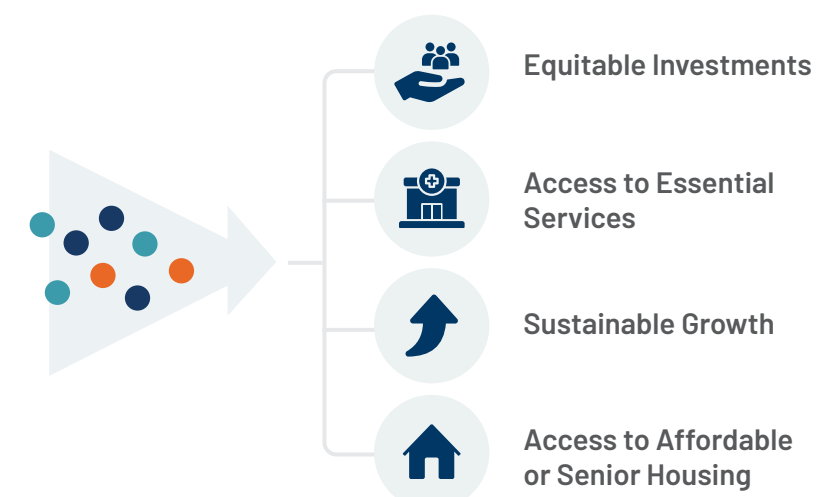 Equitable Investments
Access to Essential
Services
Sustainable Growth
Access to Affordable
or Senior Housing